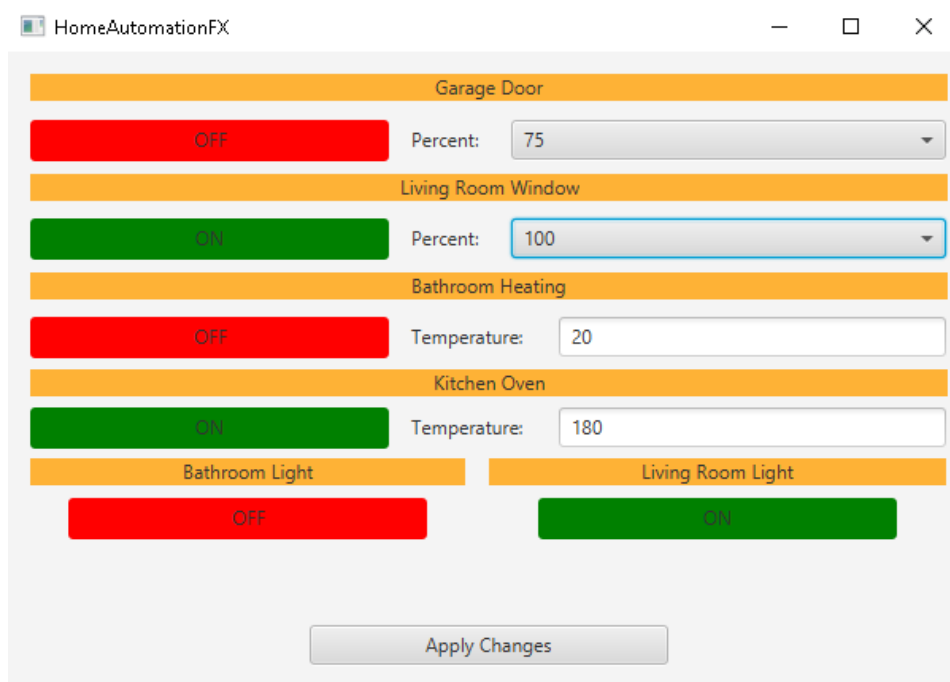 HomeAutomationFX
Garage Door
OFF Percent: 75
Living Room Window
ON Percent: 100
Bathroom Heating
OFF Temperature: 20
Kitchen Oven
ON Temperature: 180
Bathroom Light Living Room Light
OFF ON
Apply Changes